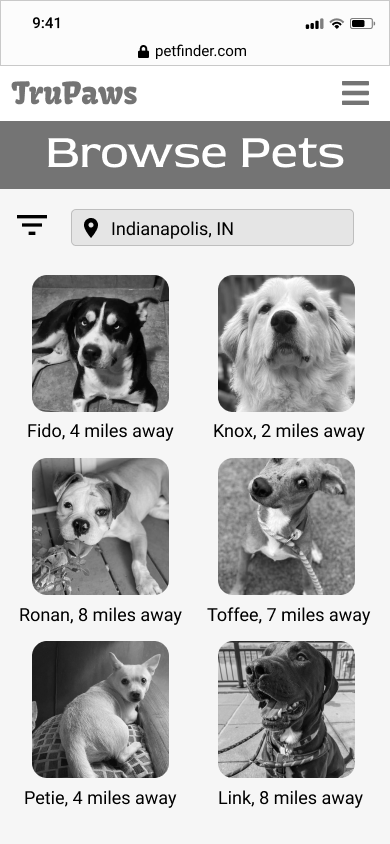 9:41
petfinder.com
TruPaws
Browse Pets
Indianapolis, IN
Fido, 4 miles away
Knox, 2 miles away
Ronan, 8 miles away
Toffee, 7 miles away
Petie, 4 miles away
Link, 8 miles away